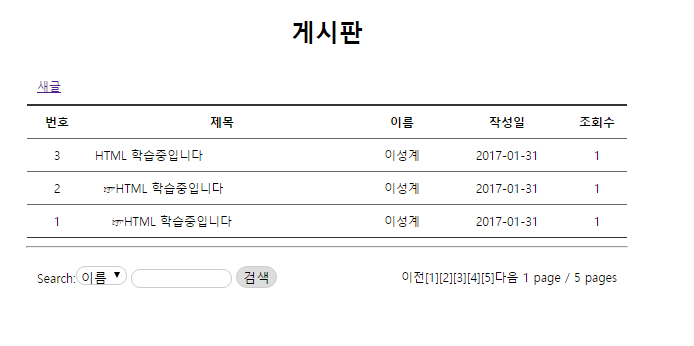 게시판
새글
번호 제목 이름 작성일 조회수
3 HTML 학습중입니다 이성계 2017-01-31 1
2 ☞HTML 학습중입니다 이성계 2017-01-31 1
1 ☞HTML 학습중입니다 이성계 2017-01-31 1
Search: 이름 ▼ 검색 이전[1][2][3][4][5]다음 1 page / 5 pages